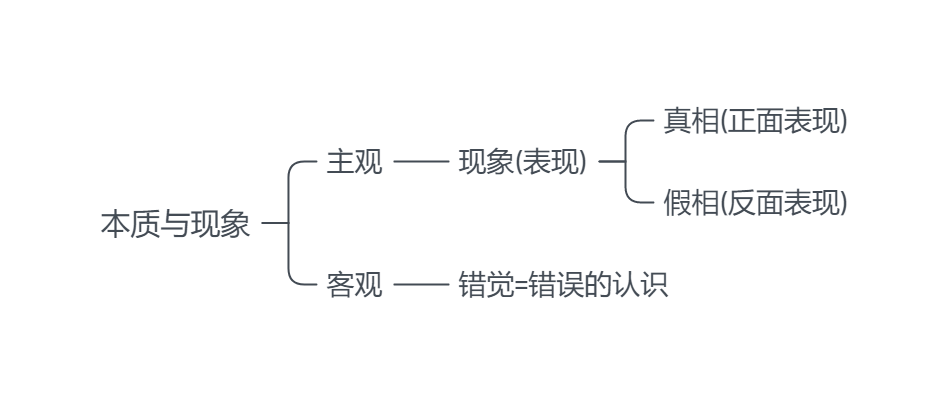 本质与现象
主观
现象(表现)
真相(正面表现)
假相(反面表现)
客观
错觉=错误的认识